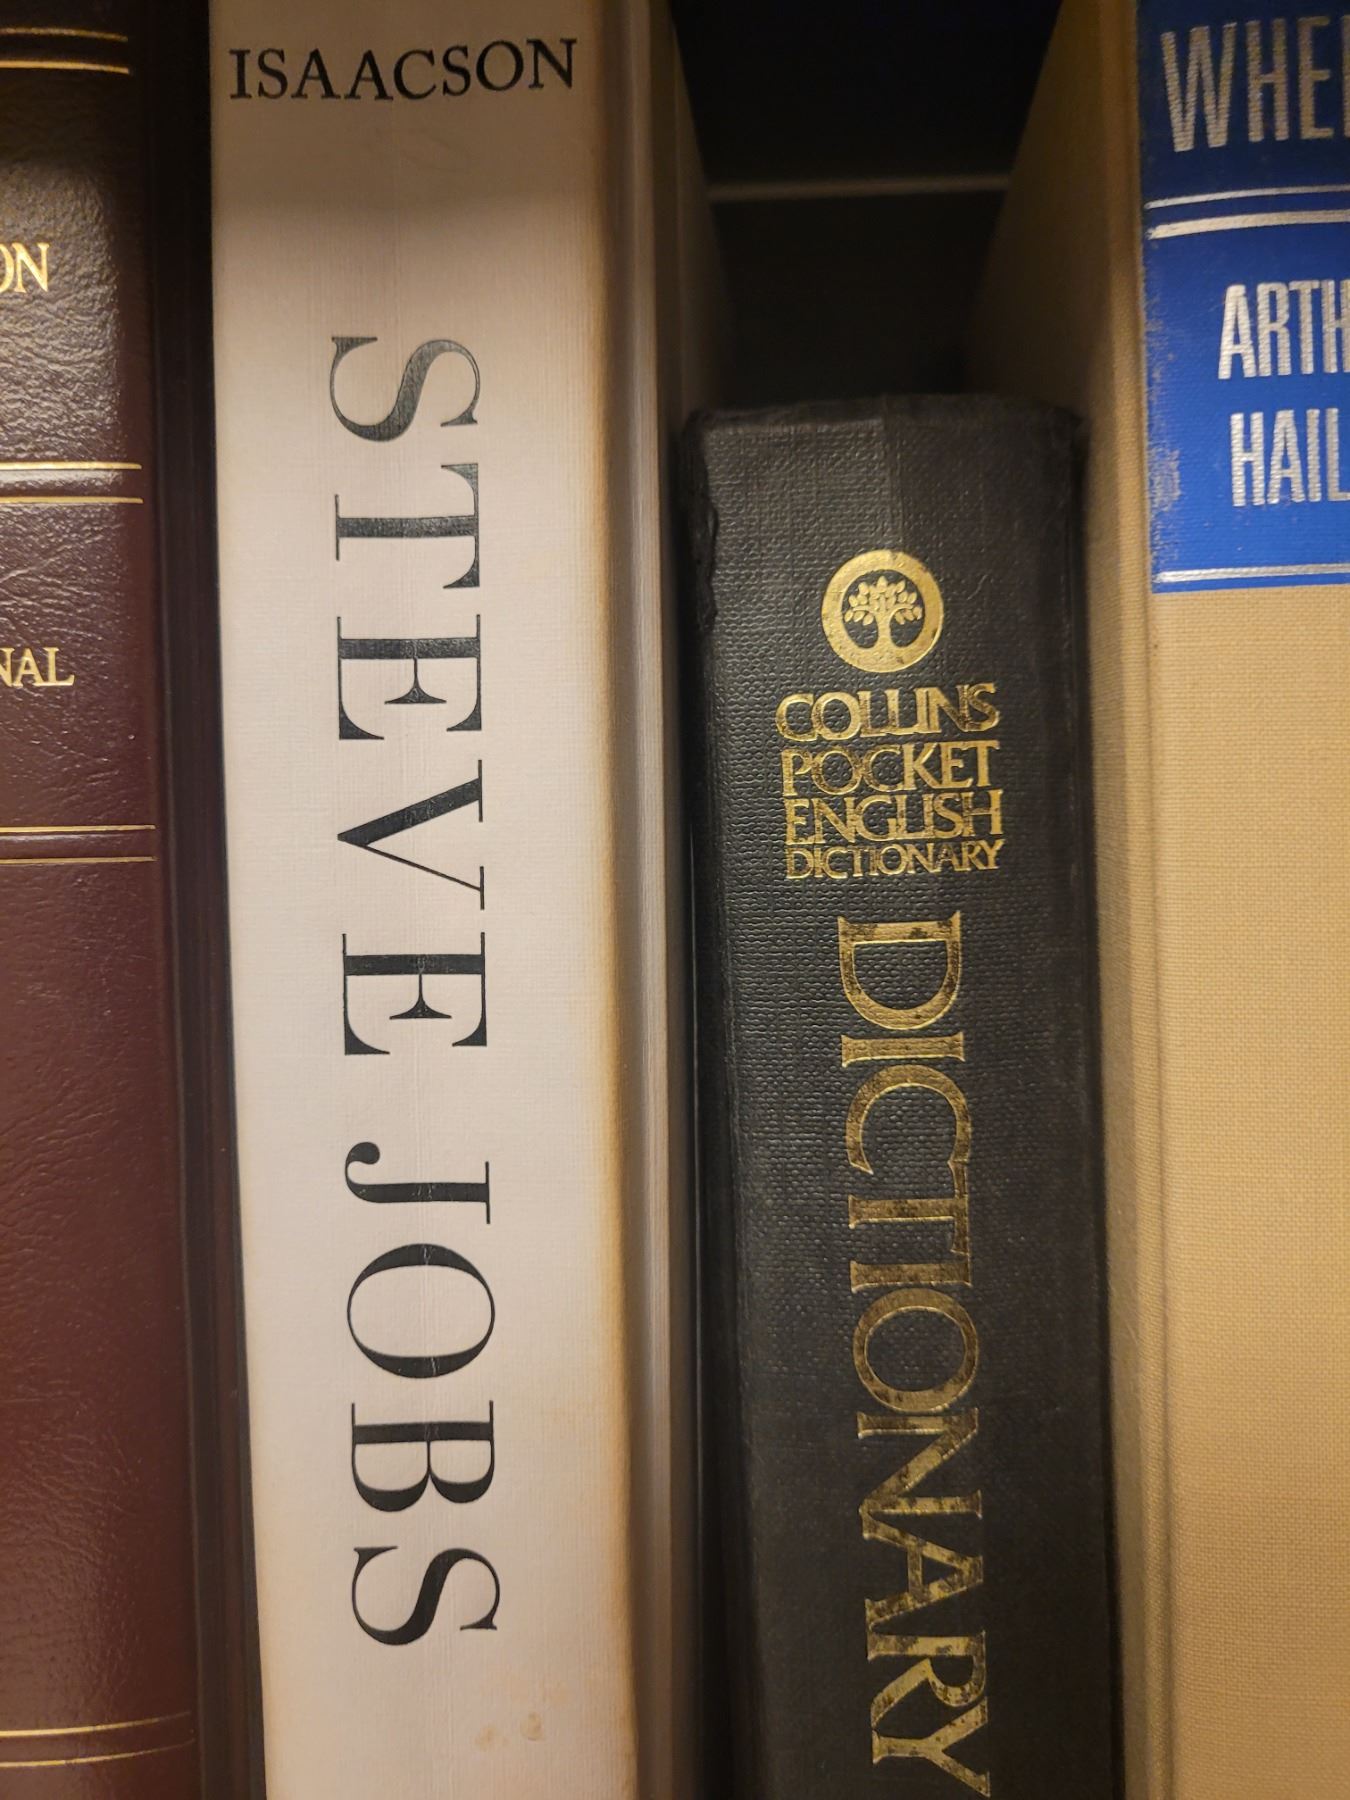 ON
NAL
ISAACSON
STEVE JOBS
COLLINS
POCKET
ENGLISH
DICTIONARY
DICTIONARY
WHE
ARTH
HAIL